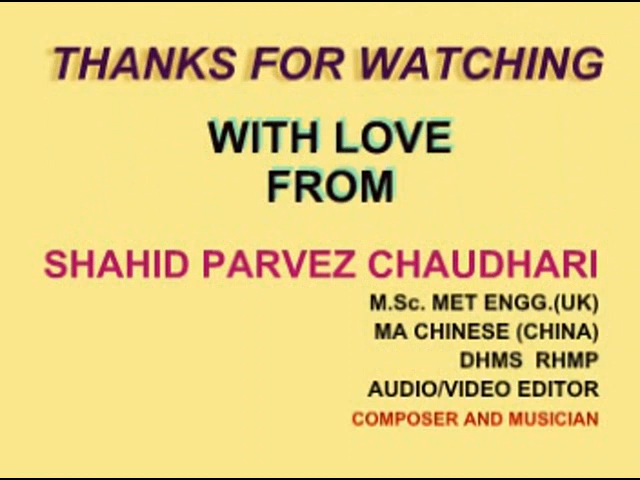 THANKS FOR WATCHING
WITH LOVE
FROM
SHAHID PARVEZ CHAUDHARI
M.Sc. MET ENGG.(UK)
MA CHINESE (CHINA)
DHMS RHMP
AUDIO/VIDEO EDITOR
COMPOSER AND MUSICIAN